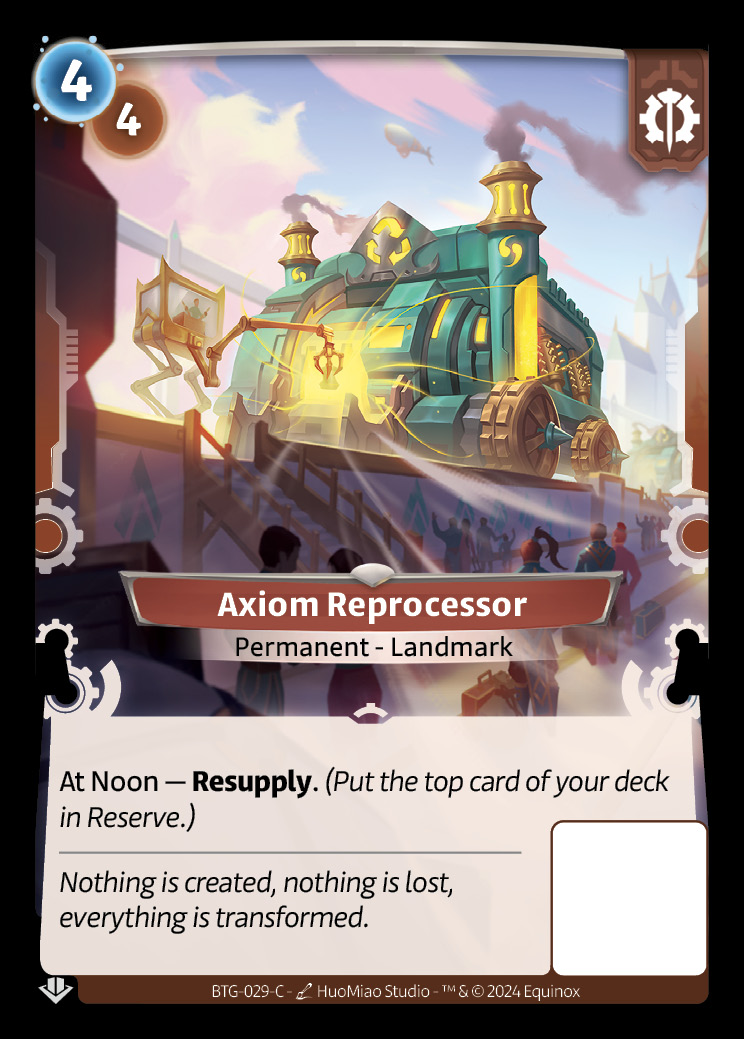 4
4
Axiom Reprocessor
Permanent - Landmark
At Noon — Resupply. (Put the top card of your deck
in Reserve.)
Nothing is created, nothing is lost,
everything is transformed.
BTG-029-C - HuoMiao Studio - ™ & © 2024 Equinox